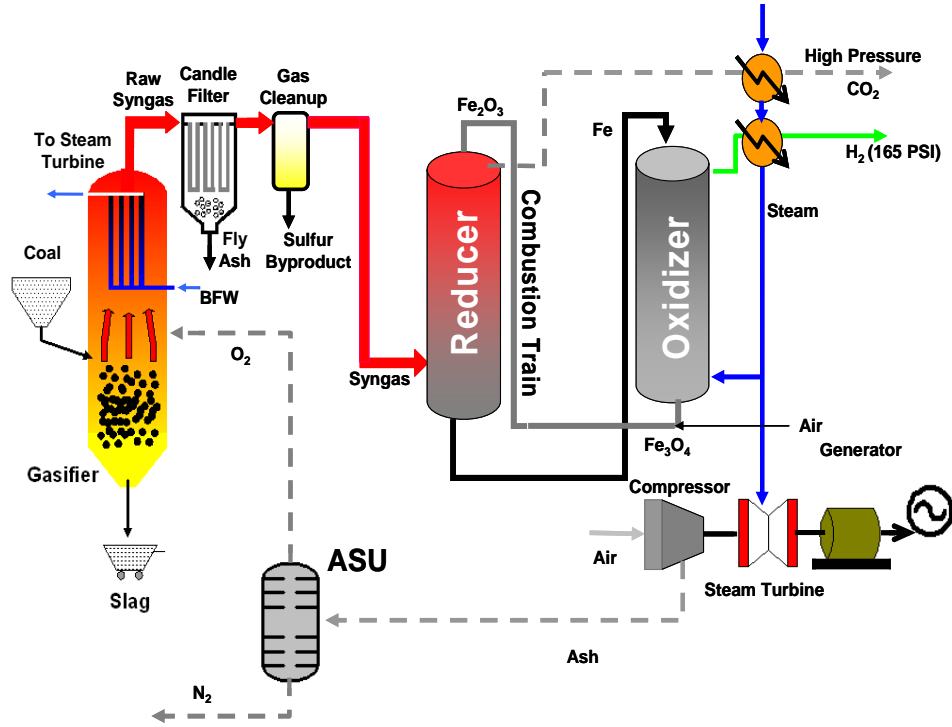 Raw
Syngas
Candle
Filter
Gas
Cleanup
High Pressure
CO₂
Fe₂O₃
Fe
To Steam
Turbine
H₂ (165 PSI)
Reducer
Combustion Train
Oxidizer
Steam
Fly
Ash
Sulfur
Byproduct
Coal
BFW
O₂
Syngas
Air
Fe₃O₄
Generator
Gasifier
Compressor
Air
ASU
Steam Turbine
Slag
Ash
N₂